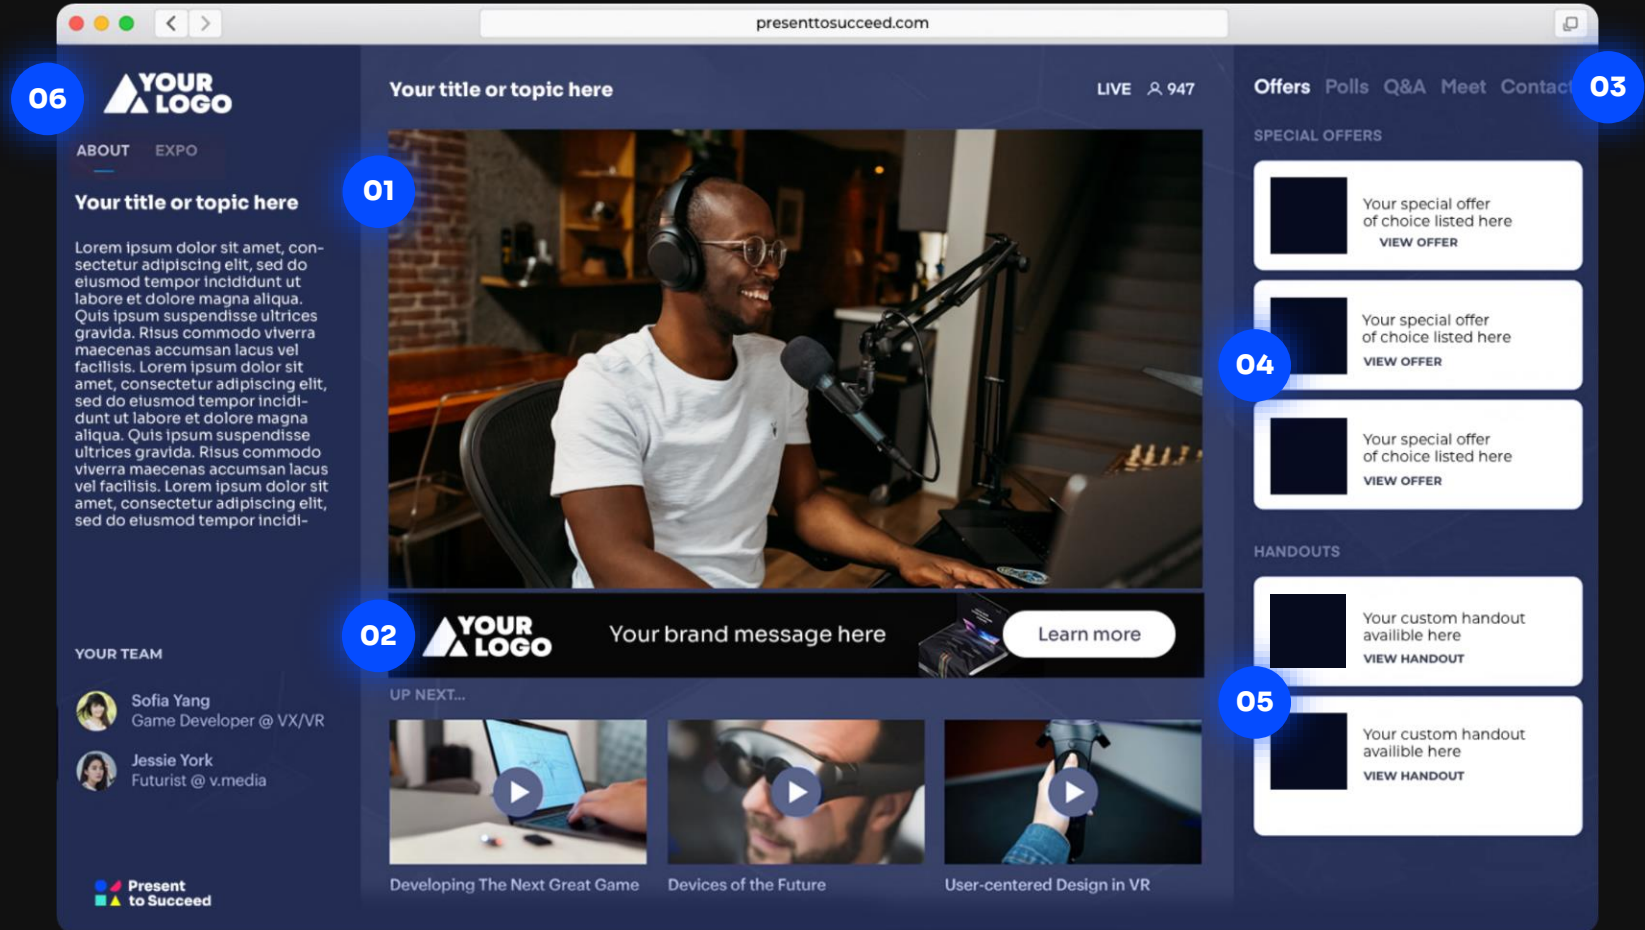 presenttosucceed.com
06
YOUR
LOGO
ABOUT EXPO
Your title or topic here
Lorem ipsum dolor sit amet, con-
sectetur adipiscing elit, sed do
eiusmod tempor incididunt ut
labore et dolore magna aliqua.
Quis ipsum suspendisse ultrices
gravida. Risus commodo viverra
maecenas accumsan lacus vel
facilisis. Lorem ipsum dolor sit
amet, consectetur adipiscing elit,
sed do eiusmod tempor incidi-
dunt ut labore et dolore magna
aliqua. Quis ipsum suspendisse
ultrices gravida. Risus commodo
viverra maecenas accumsan lacus
vel facilisis. Lorem ipsum dolor sit
amet, consectetur adipiscing elit,
sed do eiusmod tempor incidi-
YOUR TEAM
Sofia Yang
Game Developer @ VX/VR
Jessie York
Futurist @ v.media
Present
to Succeed
Your title or topic here
LIVE 947
01
02
YOUR
LOGO
Your brand message here
Learn more
UP NEXT...
Developing The Next Great Game
Devices of the Future
User-centered Design in VR
Offers Polls Q&A Meet Contact
03
SPECIAL OFFERS
Your special offer
of choice listed here
VIEW OFFER
04
Your special offer
of choice listed here
VIEW OFFER
Your special offer
of choice listed here
VIEW OFFER
HANDOUTS
Your custom handout
availible here
VIEW HANDOUT
05
Your custom handout
availible here
VIEW HANDOUT